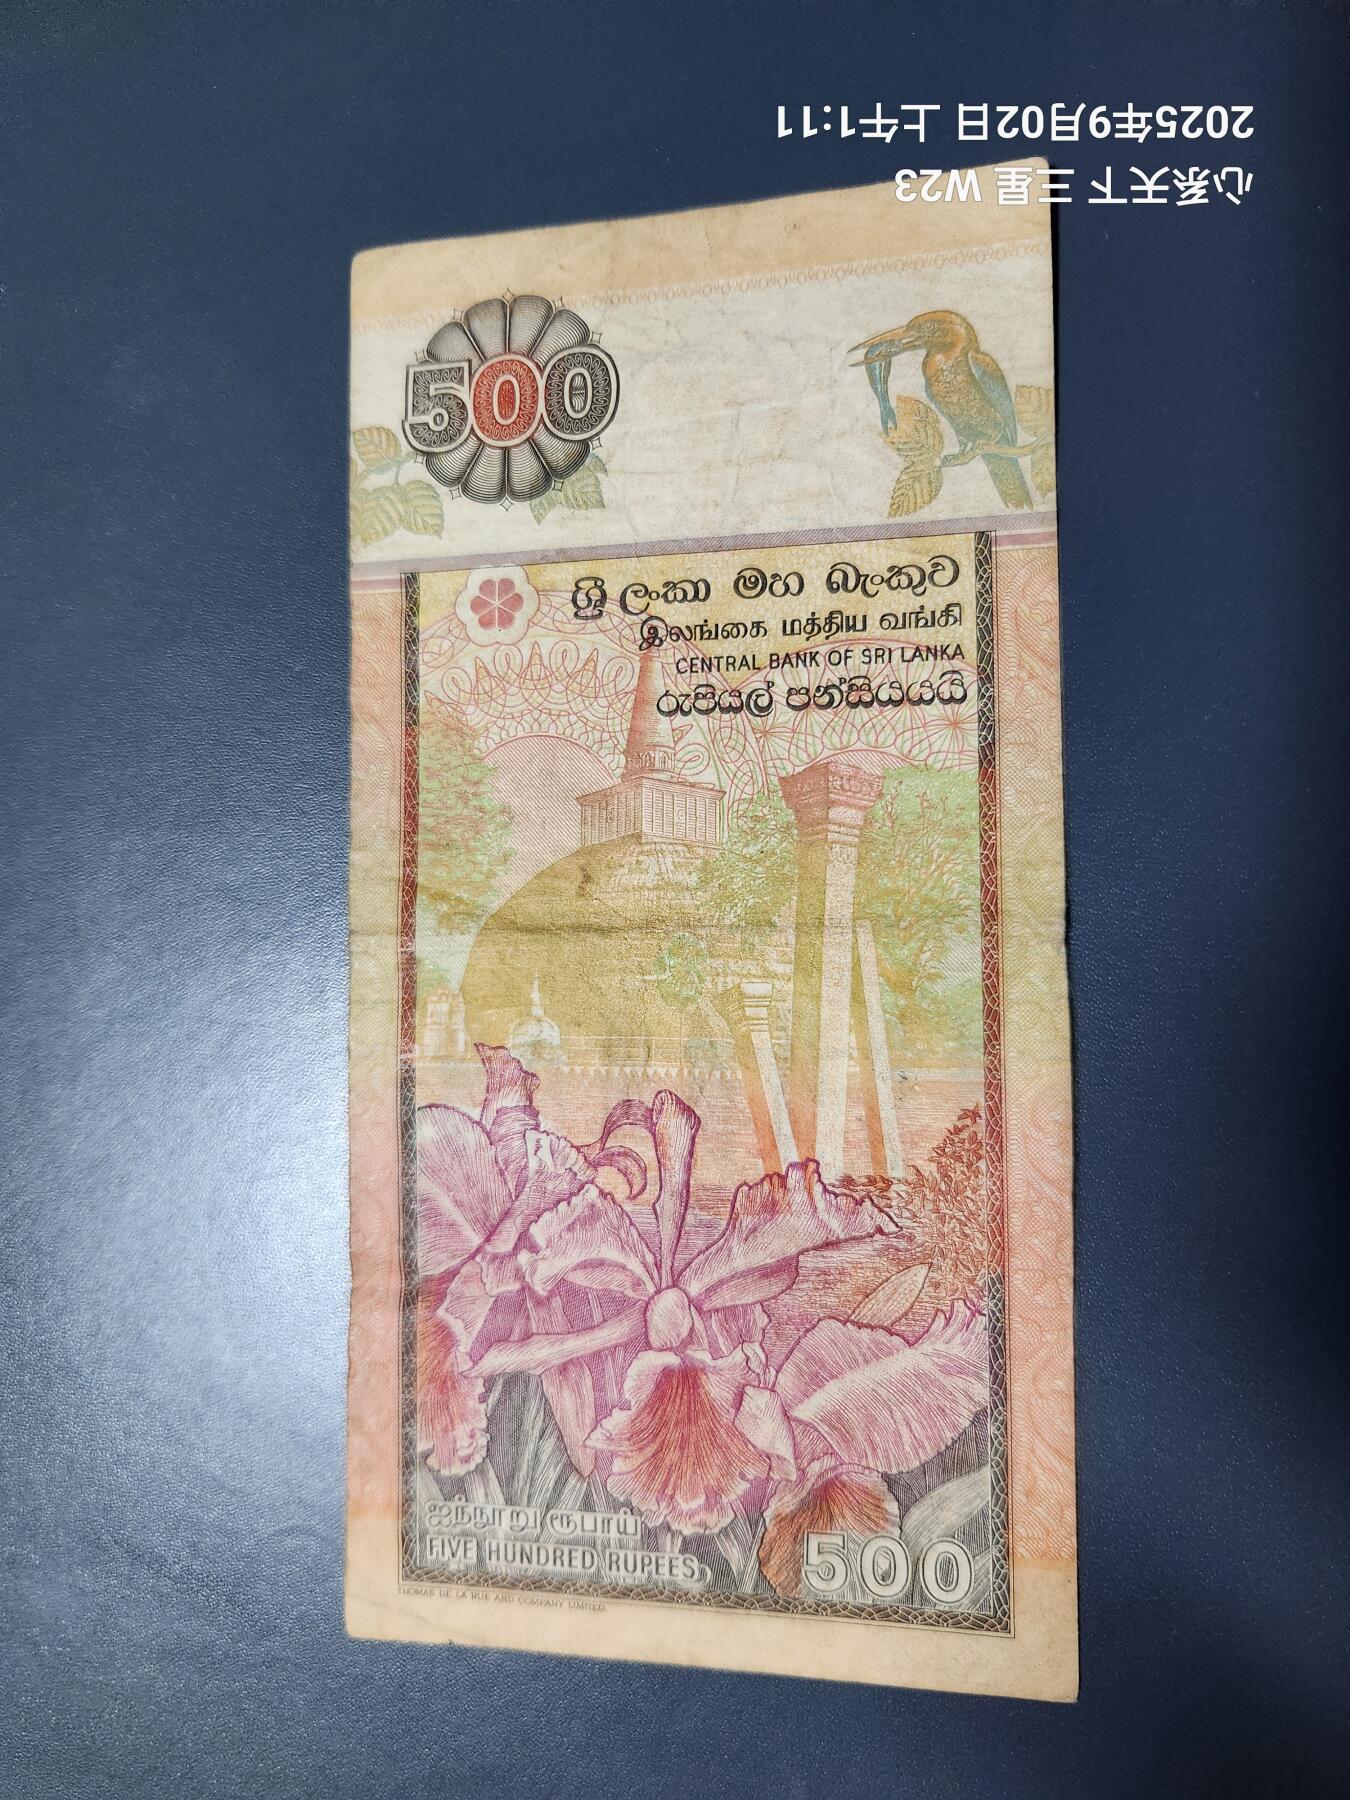 2025年9月02日 上午1:11
心系天下 三星 W23
500
ශ්‍රී ලංකා මහ බැංකුව
இலங்கை மத்திய வங்கி
CENTRAL BANK OF SRI LANKA
රුපියල් පන්සියයයි
ஐந்நூறு ரூபாய்
FIVE HUNDRED RUPEES
500
THOMAS DE LA RUE AND COMPANY LIMITED.